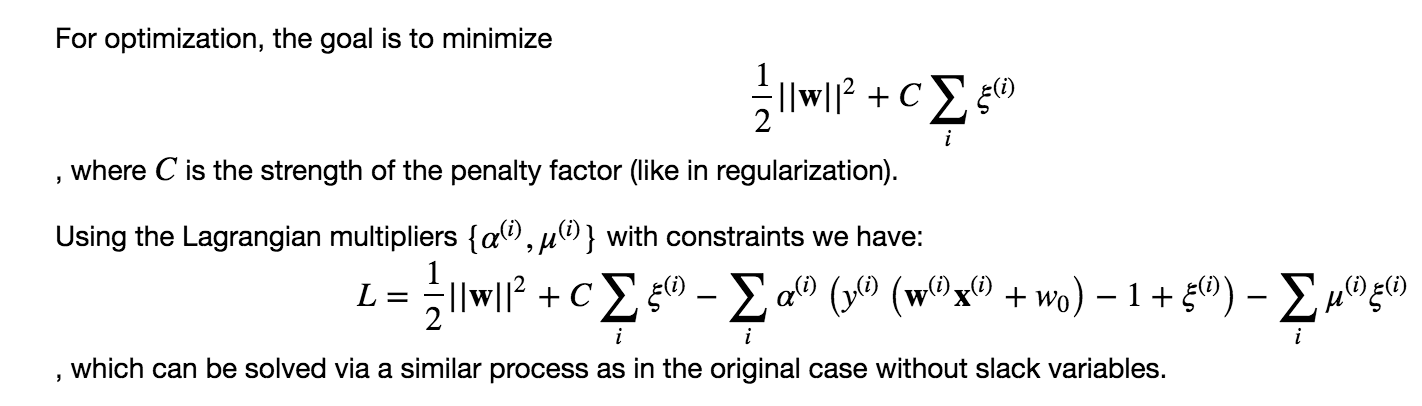 For optimization, the goal is to minimize
$$\frac{1}{2}||\mathbf{w}||^2 + C\sum_i \xi^{(i)}$$
, where $C$ is the strength of the penalty factor (like in regularization).
Using the Lagrangian multipliers $\{\alpha^{(i)}, \mu^{(i)}\}$ with constraints we have:
$$L = \frac{1}{2}||\mathbf{w}||^2 + C\sum_i \xi^{(i)} - \sum_i \alpha^{(i)} \left(y^{(i)} \left(\mathbf{w}^{(i)}\mathbf{x}^{(i)} + w_0\right) - 1 + \xi^{(i)}\right) - \sum_i \mu^{(i)}\xi^{(i)}$$
, which can be solved via a similar process as in the original case without slack variables.